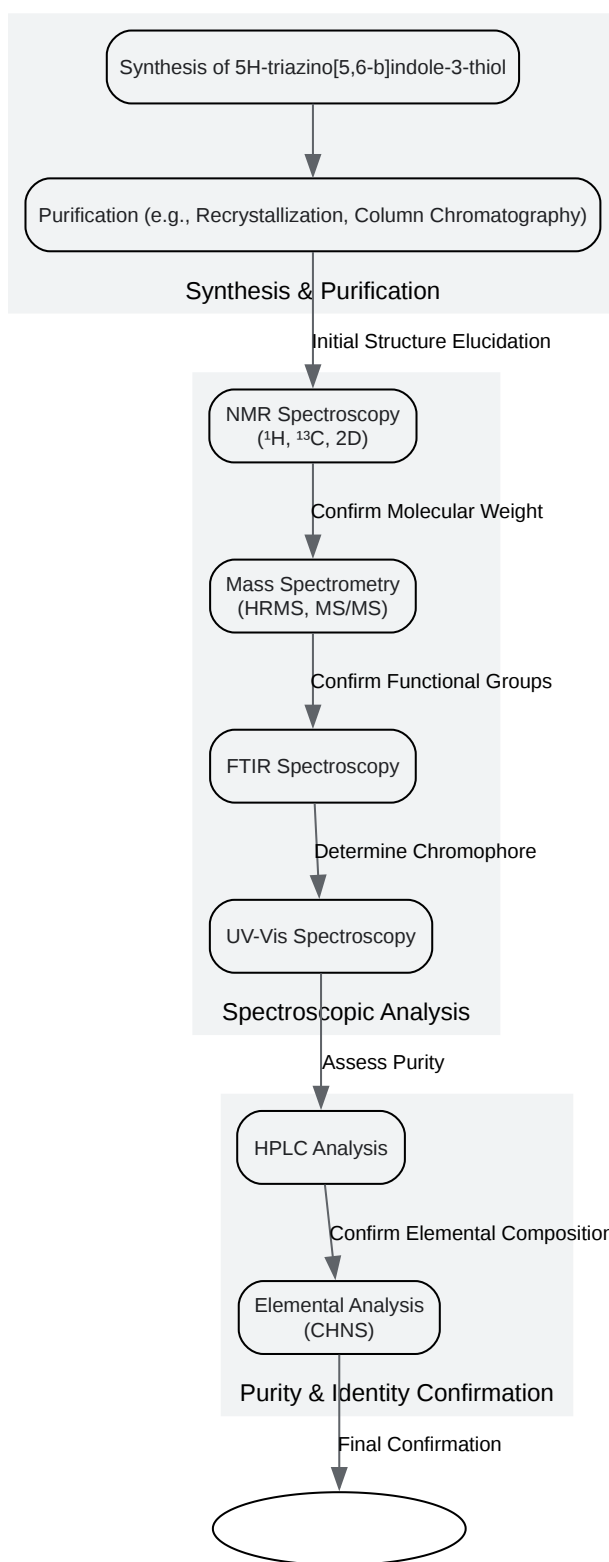 Synthesis of 5H-triazino[5,6-b]indole-3-thiol
Purification (e.g., Recrystallization, Column Chromatography)
Synthesis & Purification
Initial Structure Elucidation
NMR Spectroscopy
(¹H, ¹³C, 2D)
Confirm Molecular Weight
Mass Spectrometry
(HRMS, MS/MS)
Confirm Functional Groups
FTIR Spectroscopy
Determine Chromophore
UV-Vis Spectroscopy
Spectroscopic Analysis
Assess Purity
HPLC Analysis
Confirm Elemental Composition
Elemental Analysis
(CHNS)
Purity & Identity Confirmation
Final Confirmation